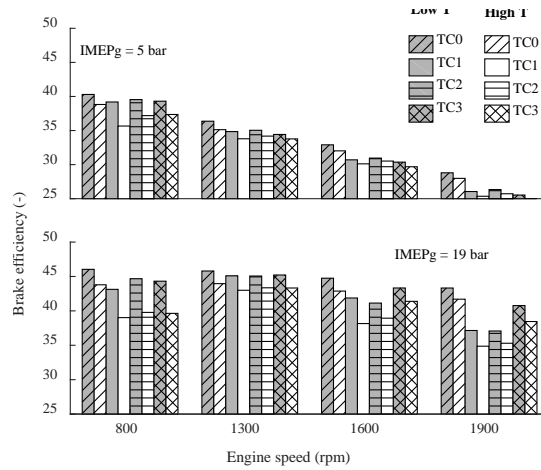 Low T High T
TC0 TC0
TC1 TC1
TC2 TC2
TC3 TC3
50
45
40
35
30
25
IMEPg = 5 bar
Brake efficiency (-)
50
45
40
35
30
25
IMEPg = 19 bar
800 1300 1600 1900
Engine speed (rpm)